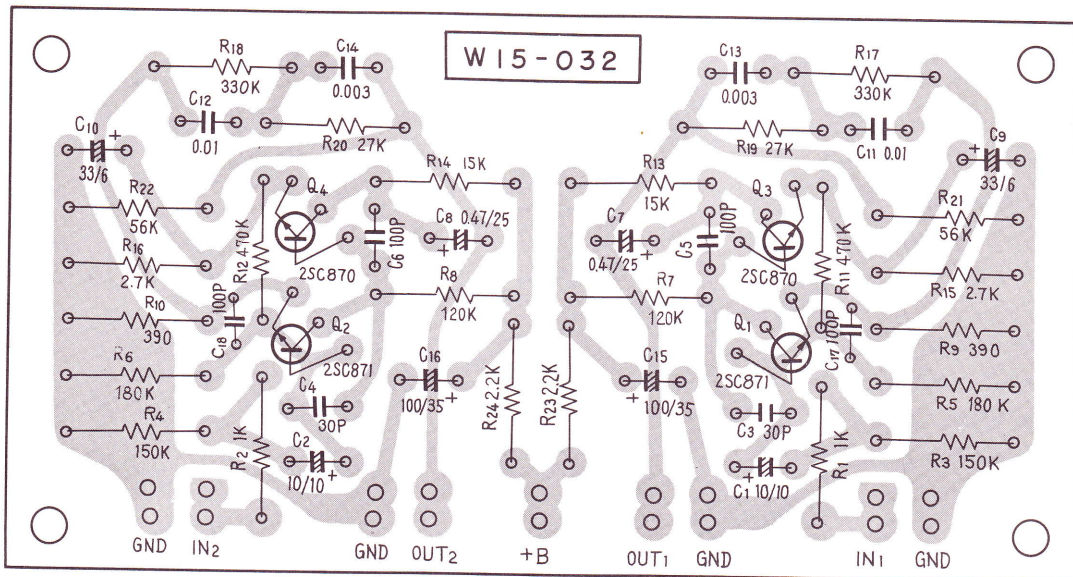 W15-032
R18
330K
C14
0.003
C12
0.01
R20 27K
C10
+
33/6
R22
56K
R16
2.7K
R10
390
R6
180K
R4
150K
R12 470K
Q4
2SC870
C6 100P
R14 15K
C8 0.47/25
+
R8
120K
100P
C18
Q2
2SC871
C4
30P
C2
10/10
+
R2 1K
C16
100/35
+
R24 2.2K
R23 2.2K
C13
0.003
R17
330K
R19 27K
C11 0.01
C9
+
33/6
R13
15K
Q3
2SC870
C7
0.47/25
+
C5
100P
R7
120K
R11 470K
R21
56K
R15 2.7K
R9 390
R5 180K
R3 150K
Q1
2SC871
C17 100P
C15
100/35
+
C3 30P
C1 10/10
+
R1 1K
GND IN2 GND OUT2 +B OUT1 GND IN1 GND